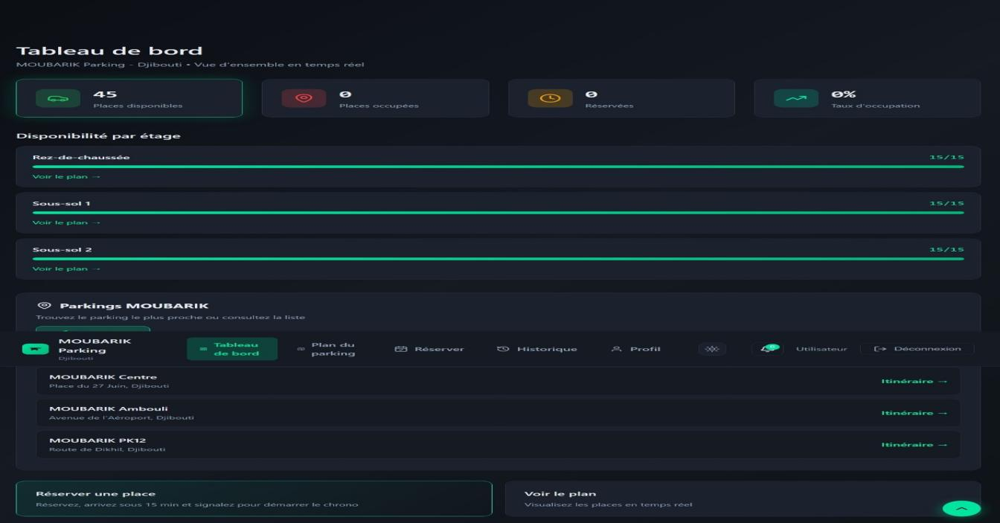 Tableau de bord
MOUBARIK Parking - Djibouti • Vue d'ensemble en temps réel
45
Places disponibles
0
Places occupées
0
Réservées
0%
Taux d'occupation
Disponibilité par étage
Rez-de-chaussée
15/15
Voir le plan →
Sous-sol 1
15/15
Voir le plan →
Sous-sol 2
15/15
Voir le plan →
Parkings MOUBARIK
Trouvez le parking le plus proche ou consultez la liste
MOUBARIK
Parking
Djibouti
Tableau
de bord
Plan du
parking
Réserver
Historique
Profil
Utilisateur
Déconnexion
MOUBARIK Centre
Place du 27 Juin, Djibouti
Itinéraire →
MOUBARIK Ambouli
Avenue de l'Aéroport, Djibouti
Itinéraire →
MOUBARIK PK12
Route de Dikhil, Djibouti
Itinéraire →
Réserver une place
Réservez, arrivez sous 15 min et signalez pour démarrer le chrono
Voir le plan
Visualisez les places en temps réel